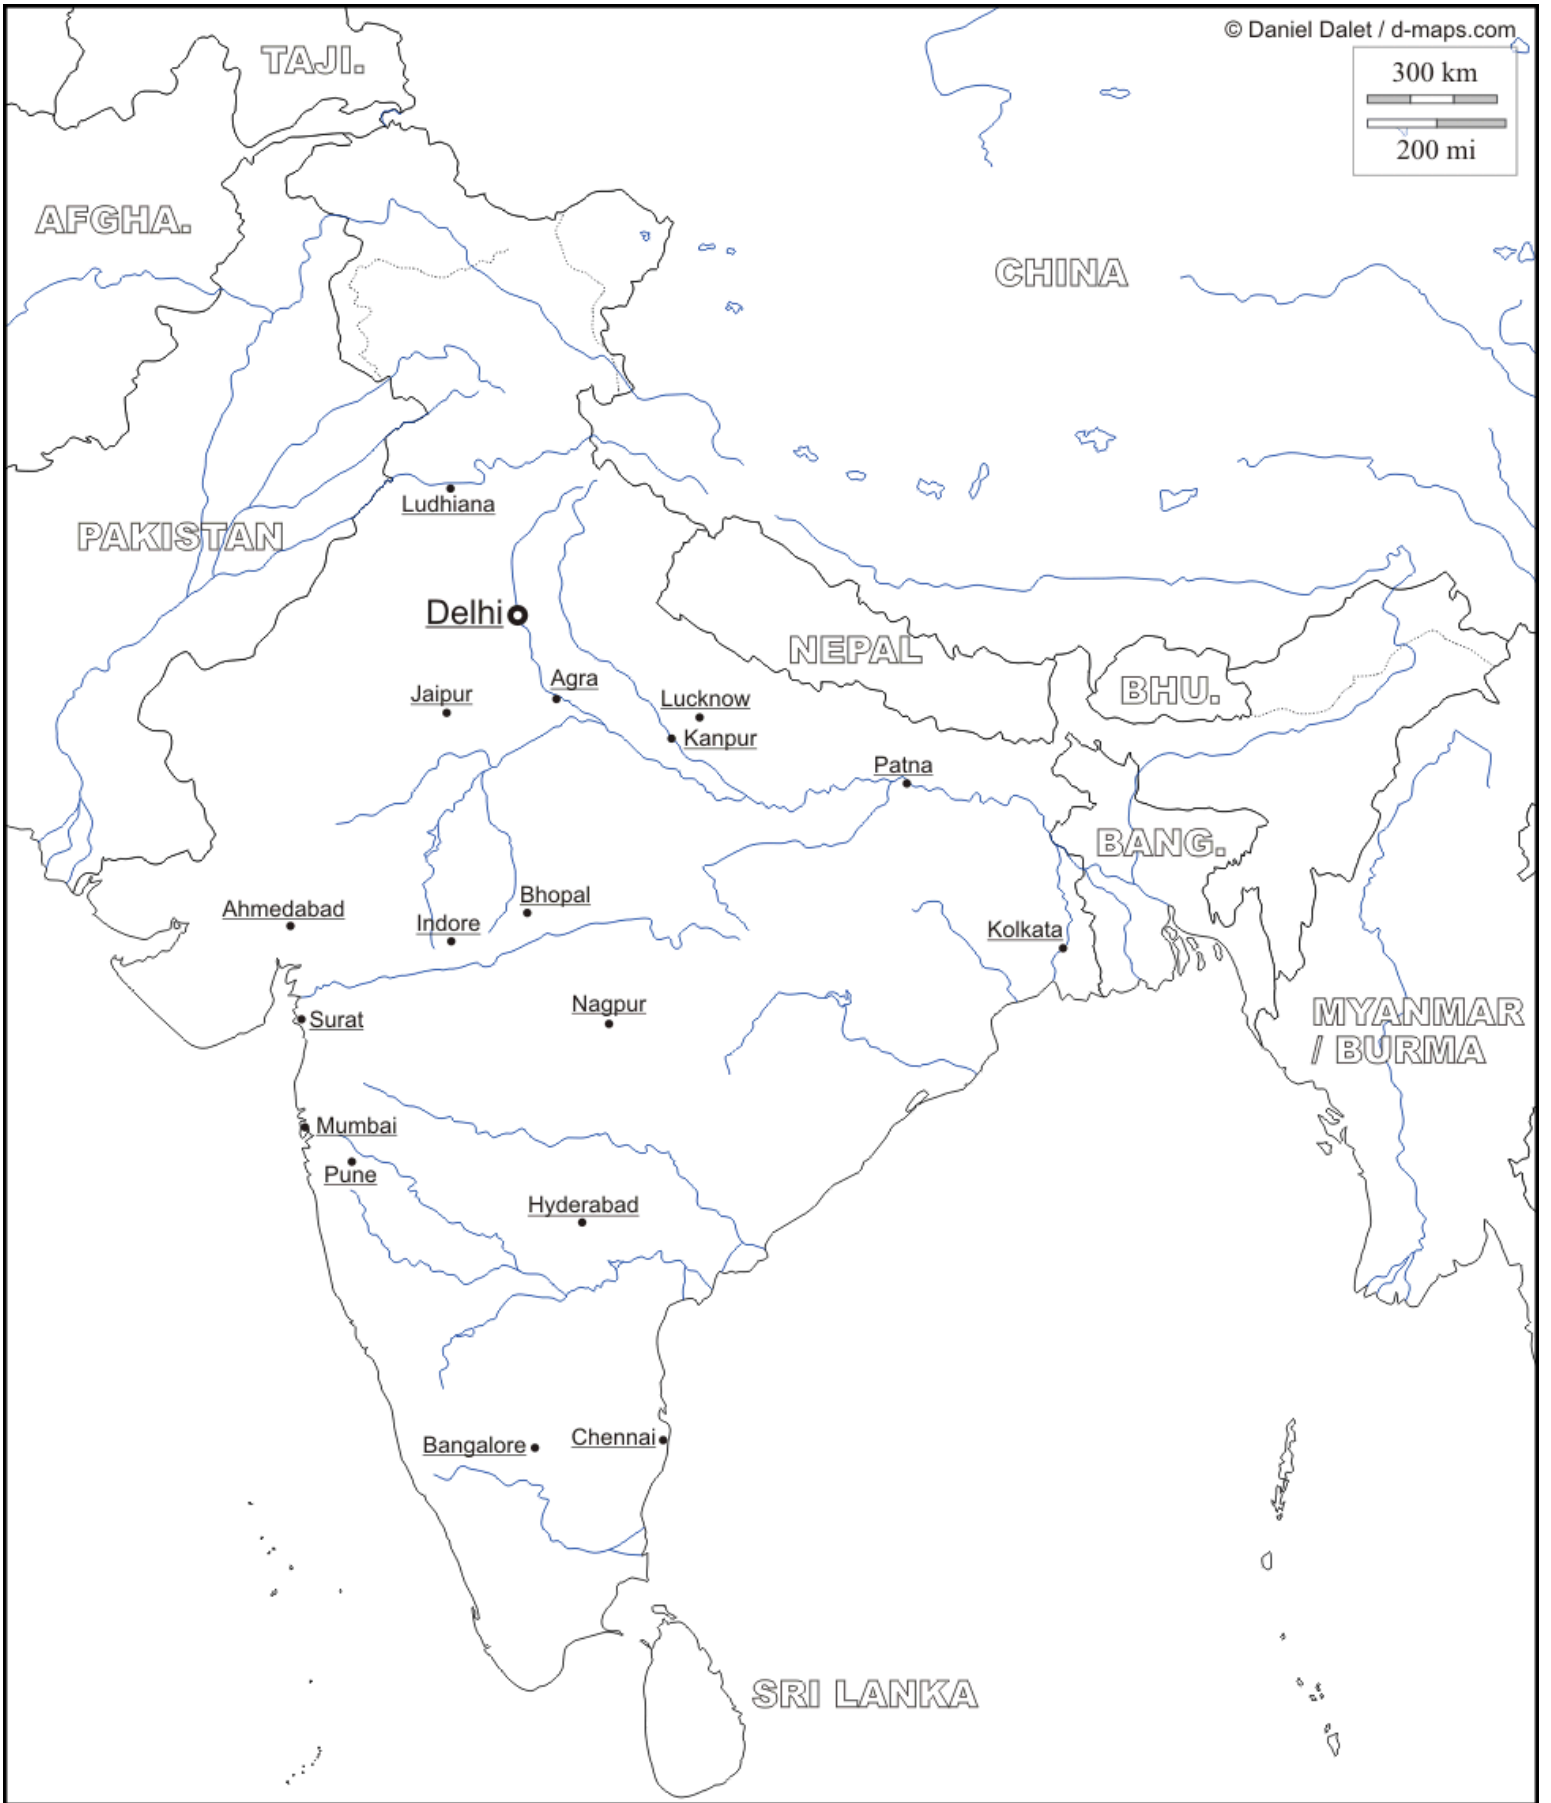 © Daniel Dalet / d-maps.com
TAJI.
300 km
200 mi
AFGHA.
CHINA
Ludhiana
PAKISTAN
Delhi
NEPAL
Agra
BHU.
Jaipur
Lucknow
Kanpur
Patna
BANG.
Bhopal
Ahmedabad
Indore
Kolkata
Nagpur
MYANMAR
/ BURMA
Surat
Mumbai
Pune
Hyderabad
Bangalore
Chennai
SRI LANKA